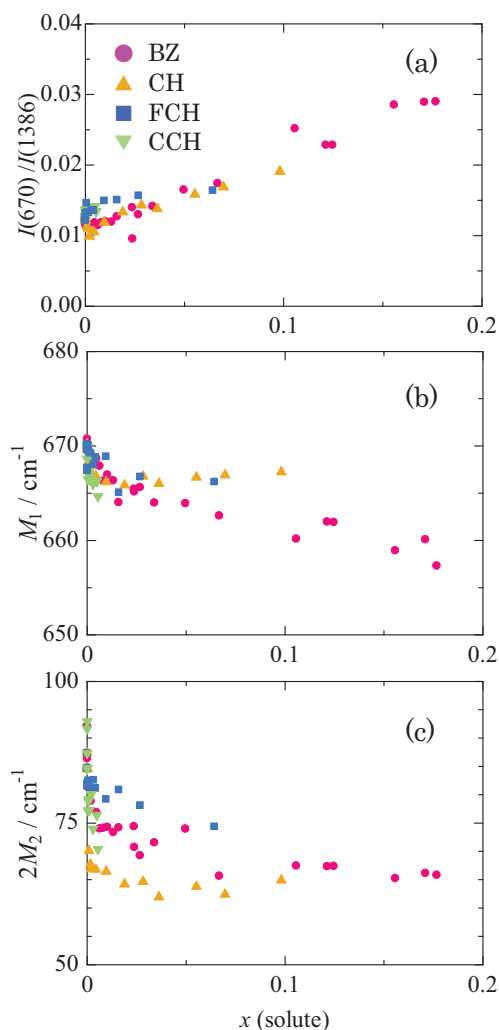 0.04
(a)
BZ
CH
FCH
CCH
0.03
0.02
0.01
0.00
I(670) /I(1386)
0
0.1
0.2
680
(b)
670
660
650
M₁ / cm⁻¹
0
0.1
0.2
100
(c)
75
50
2M₂ / cm⁻¹
0
0.1
0.2
x (solute)